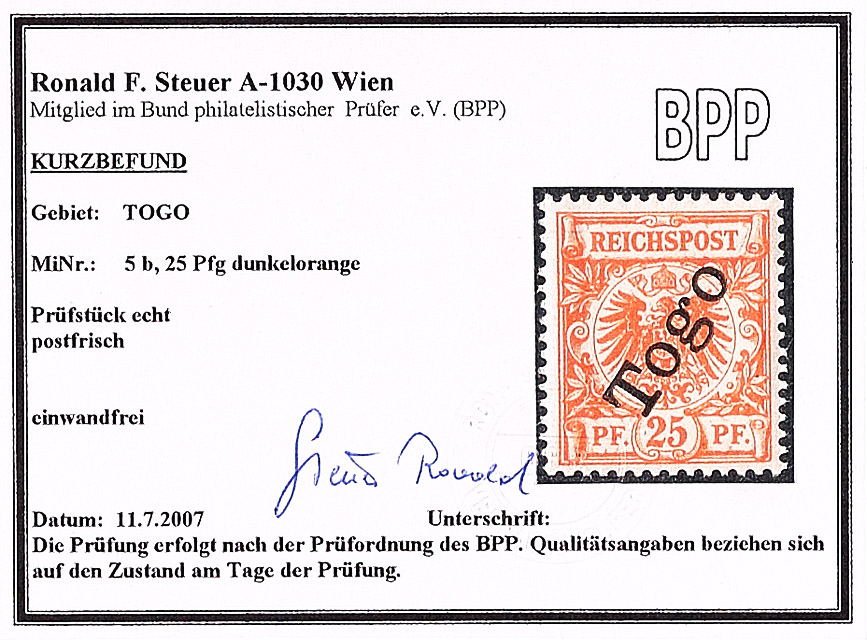 Ronald F. Steuer A-1030 Wien
Mitglied im Bund philatelistischer Prüfer e.V. (BPP)
BPP
KURZBEFUND
Gebiet: TOGO
MiNr.: 5 b, 25 Pfg dunkelorange
Prüfstück echt
postfrisch
einwandfrei
REICHSPOST
Togo
PF. 25 PF.
Steuer Ronald
Datum: 11.7.2007 Unterschrift:
Die Prüfung erfolgt nach der Prüfordnung des BPP. Qualitätsangaben beziehen sich
auf den Zustand am Tage der Prüfung.